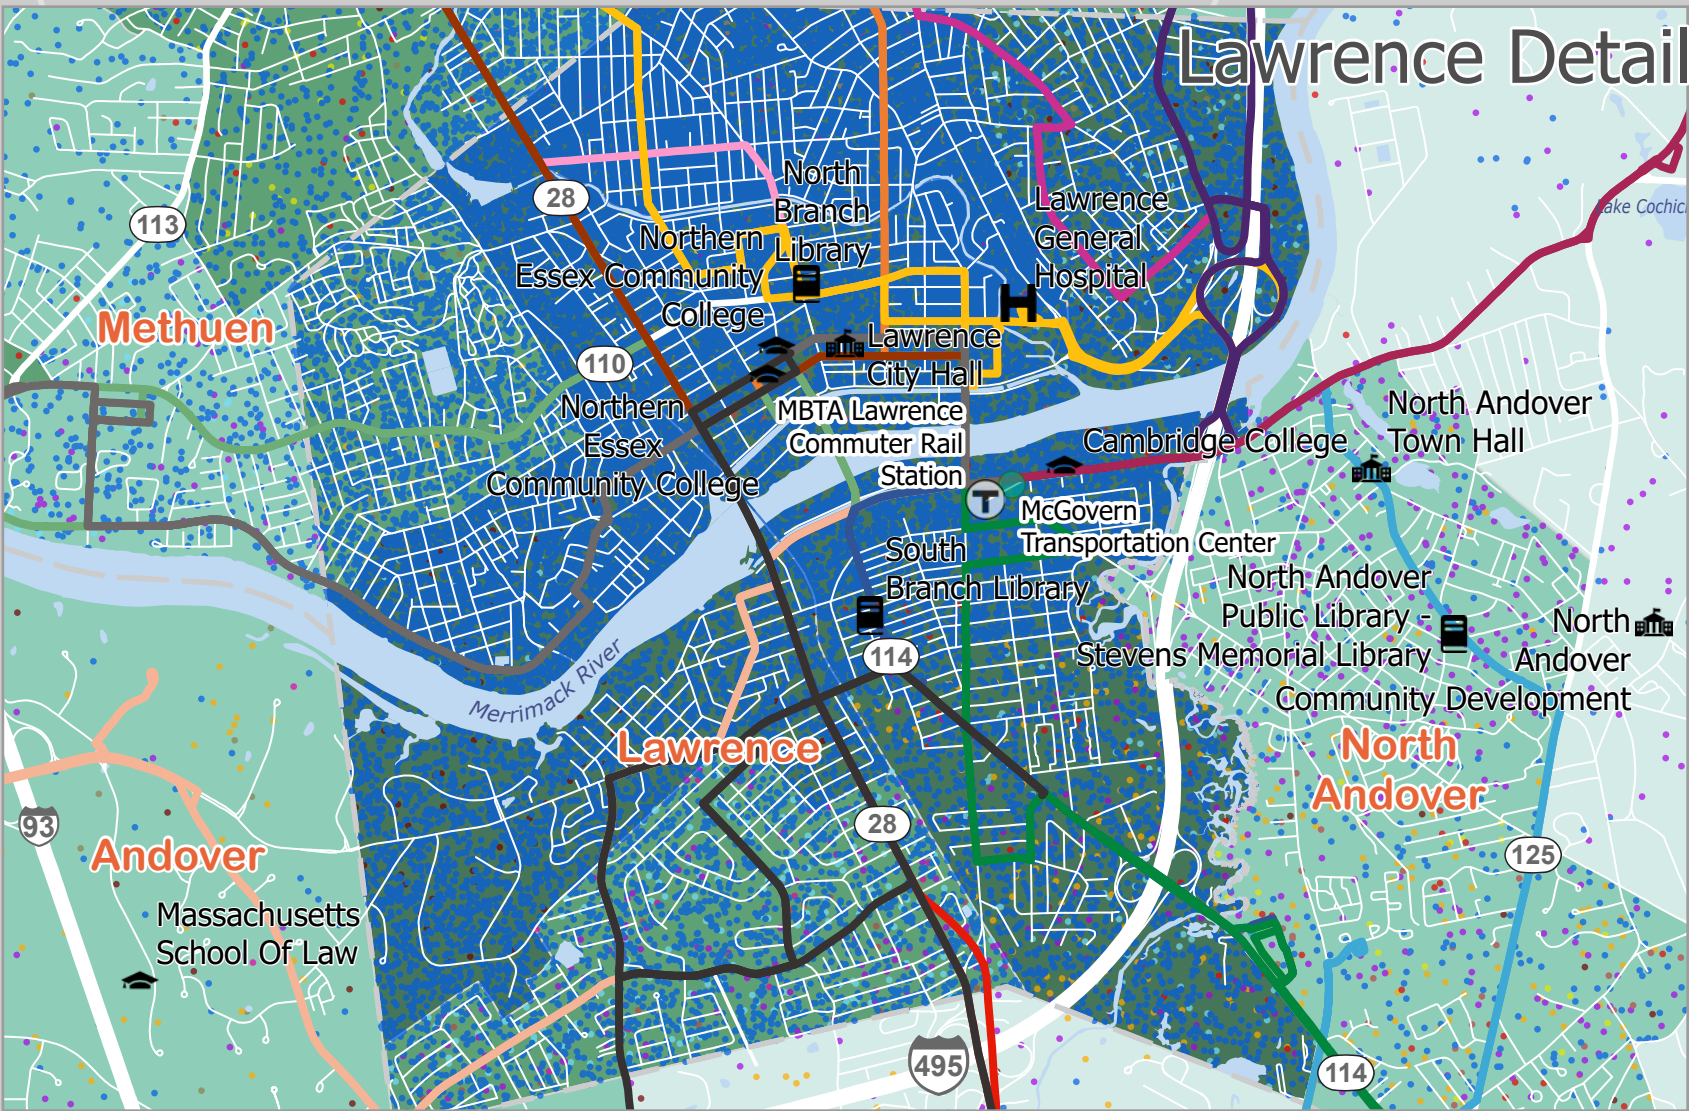 Lawrence Detail
28
113
North
Branch
Library
Northern
Essex Community
College
Lawrence
General
Hospital
Lake Cochic
Methuen
110
Lawrence
City Hall
Northern
Essex
Community College
MBTA Lawrence
Commuter Rail
Station
T
Cambridge College
North Andover
Town Hall
McGovern
Transportation Center
South
Branch Library
North Andover
Public Library -
Stevens Memorial Library
North
Andover
Community Development
114
Merrimack River
Lawrence
North
Andover
93
Andover
28
125
Massachusetts
School Of Law
495
114